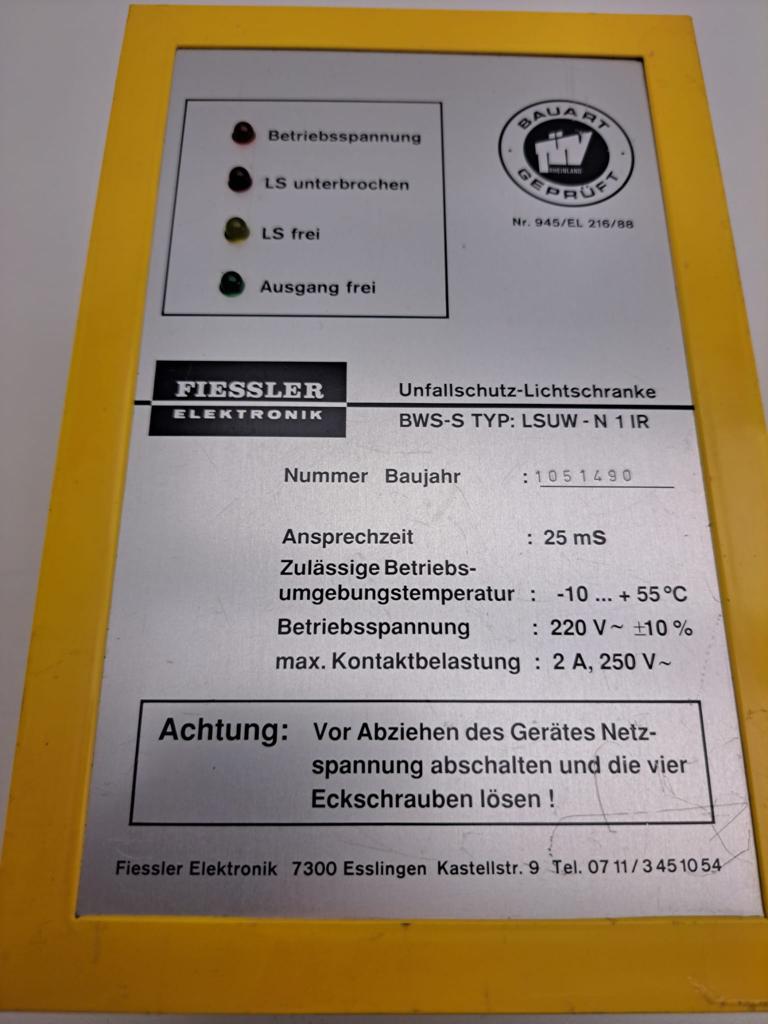 Betriebsspannung
LS unterbrochen
LS frei
Ausgang frei
BAUART
TÜV
RHEINLAND
GEPRÜFT
Nr. 945/EL 216/88
FIESSLER
ELEKTRONIK
Unfallschutz-Lichtschranke
BWS-S TYP: LSUW - N 1 IR
Nummer Baujahr : 1051490
Ansprechzeit : 25 mS
Zulässige Betriebs-
umgebungstemperatur : -10 ... + 55°C
Betriebsspannung : 220 V~ ±10 %
max. Kontaktbelastung : 2 A, 250 V~
Achtung: Vor Abziehen des Gerätes Netz-
spannung abschalten und die vier
Eckschrauben lösen !
Fiessler Elektronik 7300 Esslingen Kastellstr. 9 Tel. 07 11 / 3 45 10 54